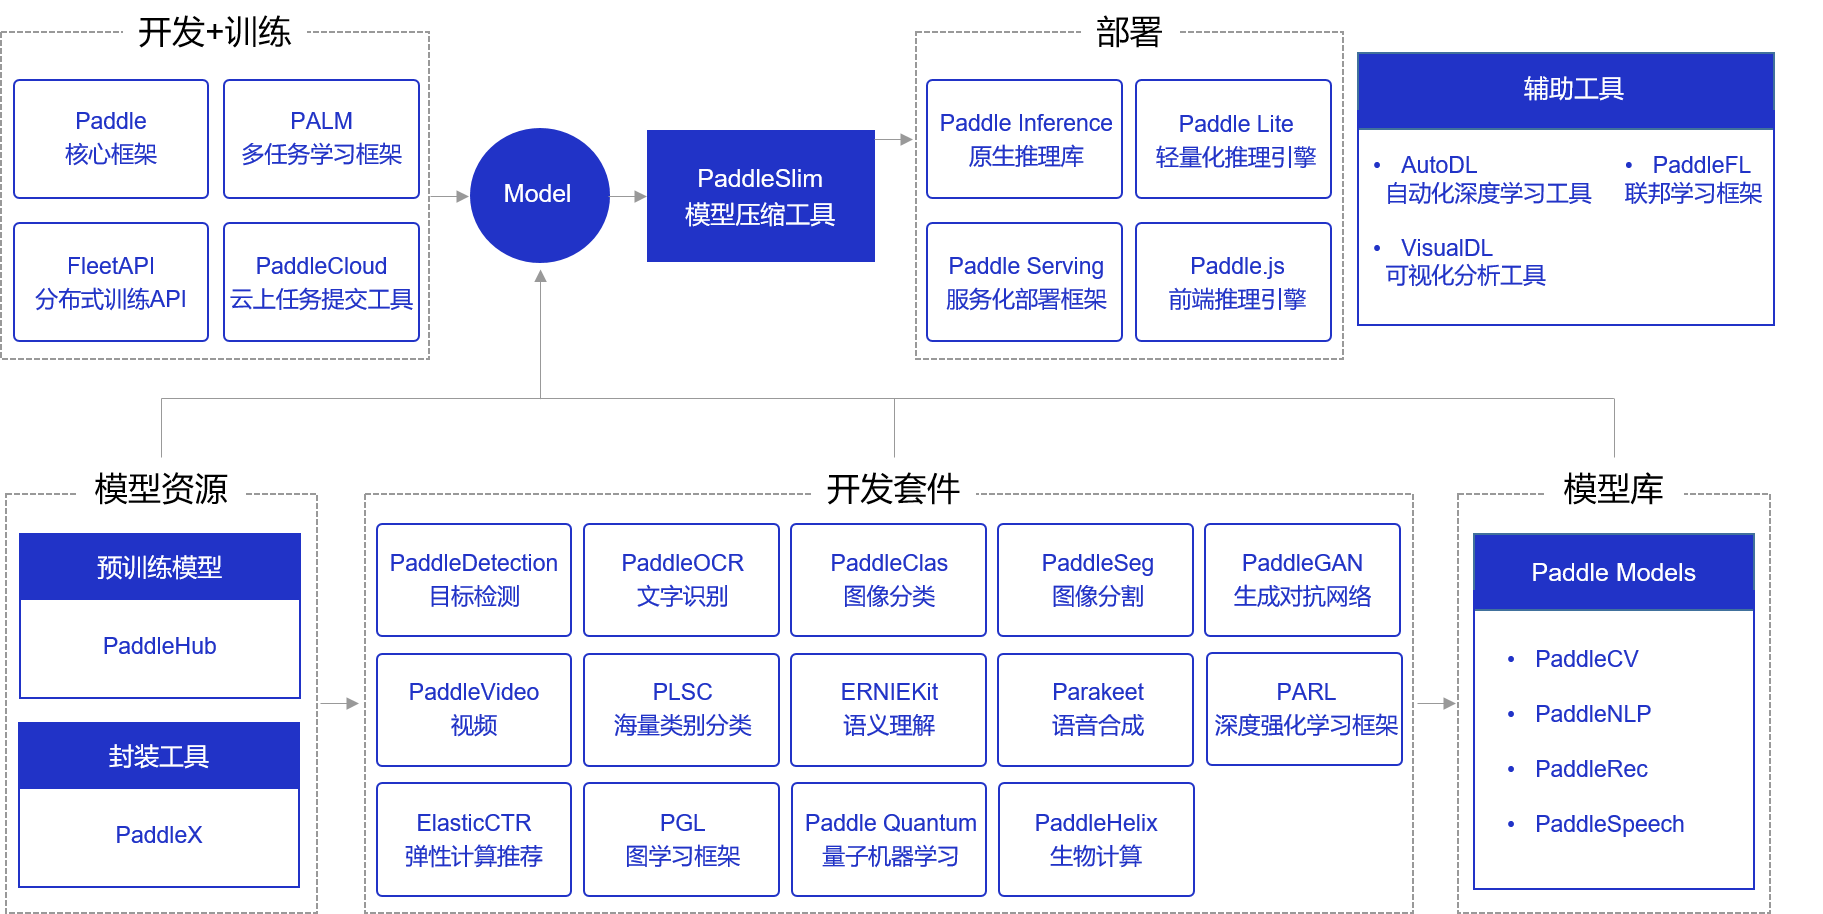 开发+训练
Paddle
核心框架
PALM
多任务学习框架
FleetAPI
分布式训练API
PaddleCloud
云上任务提交工具
Model
PaddleSlim
模型压缩工具
部署
Paddle Inference
原生推理库
Paddle Lite
轻量化推理引擎
Paddle Serving
服务化部署框架
Paddle.js
前端推理引擎
辅助工具
• AutoDL
自动化深度学习工具
• PaddleFL
联邦学习框架
• VisualDL
可视化分析工具
模型资源
预训练模型
PaddleHub
封装工具
PaddleX
开发套件
PaddleDetection
目标检测
PaddleOCR
文字识别
PaddleClas
图像分类
PaddleSeg
图像分割
PaddleGAN
生成对抗网络
PaddleVideo
视频
PLSC
海量类别分类
ERNIEKit
语义理解
Parakeet
语音合成
PARL
深度强化学习框架
ElasticCTR
弹性计算推荐
PGL
图学习框架
Paddle Quantum
量子机器学习
PaddleHelix
生物计算
模型库
Paddle Models
• PaddleCV
• PaddleNLP
• PaddleRec
• PaddleSpeech